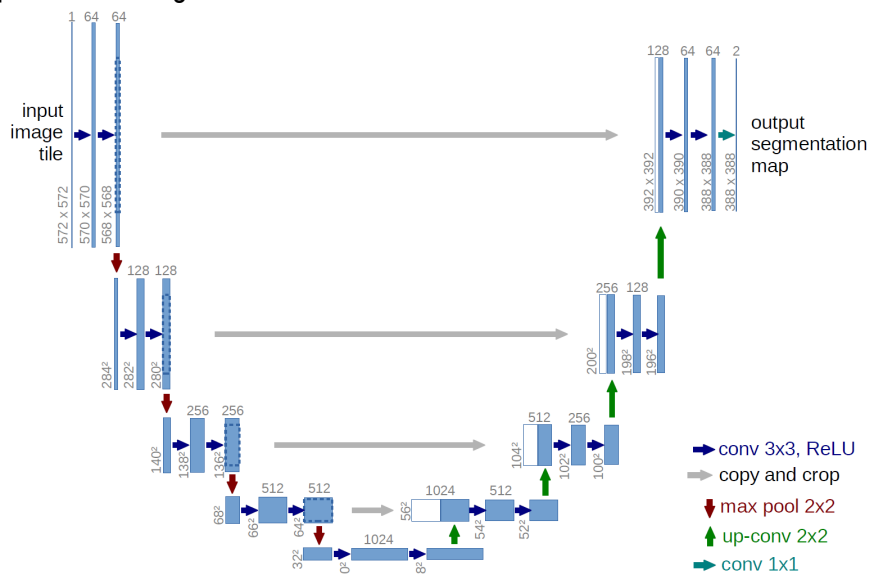 1 64 64
128 64 64 2
input
image
tile
output
segmentation
map
572 x 572
570 x 570
568 x 568
392 x 392
390 x 390
388 x 388
388 x 388
128 128
256 128
284²
282²
280²
200²
198²
196²
256 256
512 256
140²
138²
136²
104²
102²
100²
512 512
1024 512
68²
66²
64²
56²
54²
52²
1024
32²
0²
8²
conv 3x3, ReLU
copy and crop
max pool 2x2
up-conv 2x2
conv 1x1